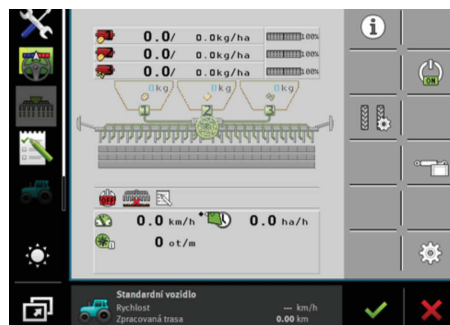 0.0/ 0.0kg/ha 100%
0.0/ 0.0kg/ha 100%
0.0/ 0.0kg/ha 100%
0kg 0kg 0kg
1 2 3
OFF
0.0 km/h 0.0 ha/h
0 ot/m
ON
Standardní vozidlo
Rychlost --- km/h
Zpracovaná trasa 0.00 km